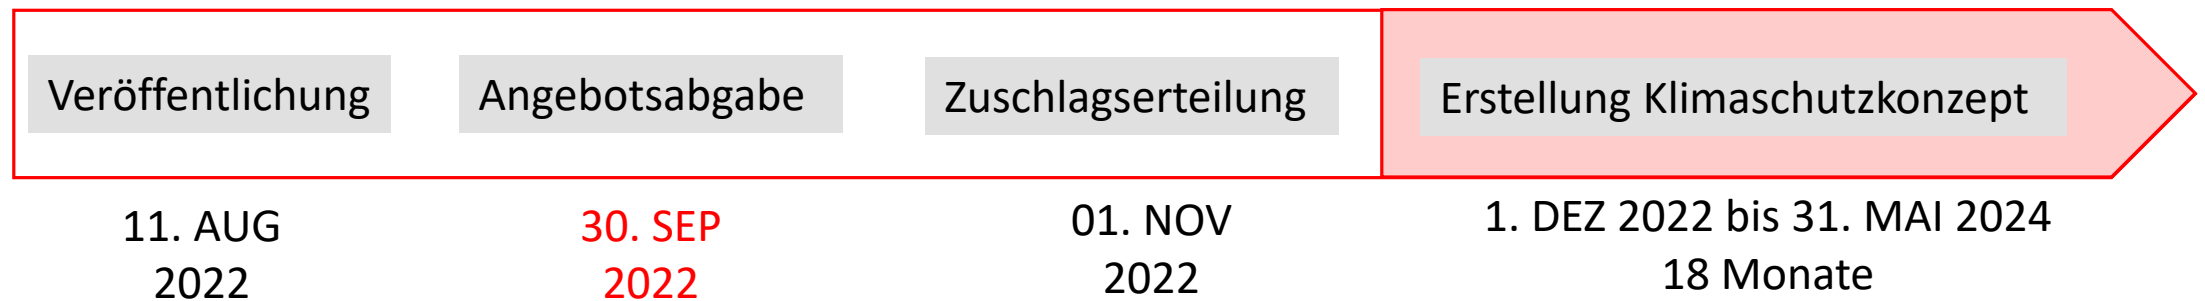 Veröffentlichung
Angebotsabgabe
Zuschlagserteilung
Erstellung Klimaschutzkonzept
11. AUG
2022
30. SEP
2022
01. NOV
2022
1. DEZ 2022 bis 31. MAI 2024
18 Monate